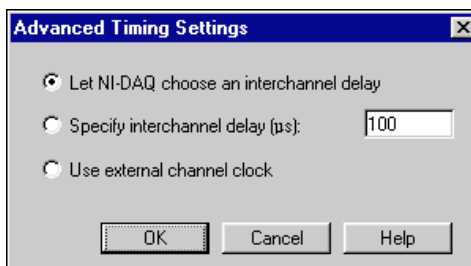 Advanced Timing Settings
Let NI-DAQ choose an interchannel delay
Specify interchannel delay (µs): 100
Use external channel clock
OK Cancel Help